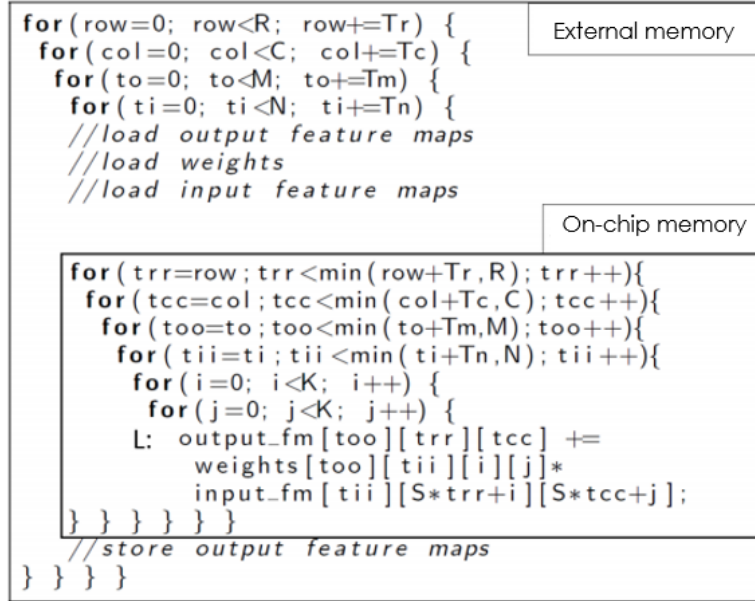 for(row=0; row<R; row+=Tr) {
External memory
for(col=0; col<C; col+=Tc) {
for(to=0; to<M; to+=Tm) {
for(ti=0; ti<N; ti+=Tn) {
//load output feature maps
//load weights
//load input feature maps
On-chip memory
for(trr=row; trr<min(row+Tr,R); trr++){
for(tcc=col; tcc<min(col+Tc,C); tcc++){
for(too=to; too<min(to+Tm,M); too++){
for(tii=ti; tii<min(ti+Tn,N); tii++){
for(i=0; i<K; i++) {
for(j=0; j<K; j++) {
L: output_fm[too][trr][tcc] +=
weights[too][tii][i][j]*
input_fm[tii][S*trr+i][S*tcc+j];
} } } } } }
//store output feature maps
} } } }